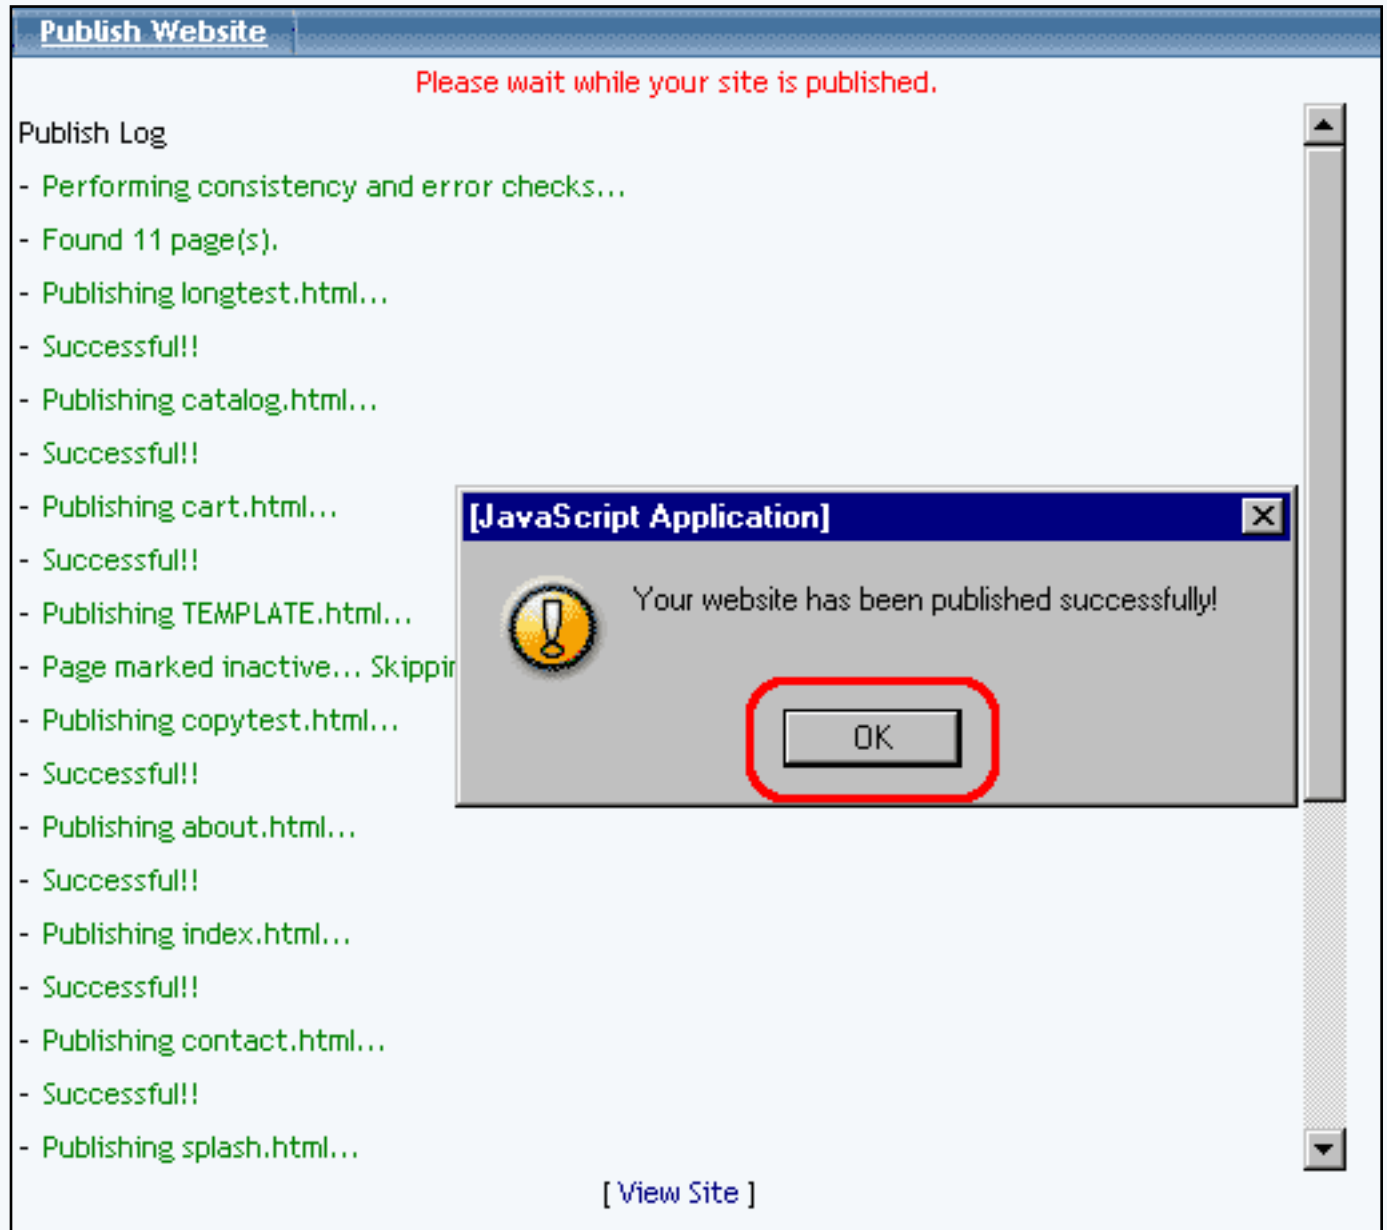 Publish Website
Please wait while your site is published.
Publish Log
- Performing consistency and error checks...
- Found 11 page(s).
- Publishing longtest.html...
- Successful!!
- Publishing catalog.html...
- Successful!!
- Publishing cart.html...
[JavaScript Application]
- Successful!!
Your website has been published successfully!
- Publishing TEMPLATE.html...
- Page marked inactive...
- Publishing copytest.html...
OK
- Successful!!
- Publishing about.html...
- Successful!!
- Publishing index.html...
- Successful!!
- Publishing contact.html...
- Successful!!
- Publishing splash.html...
[ View Site ]